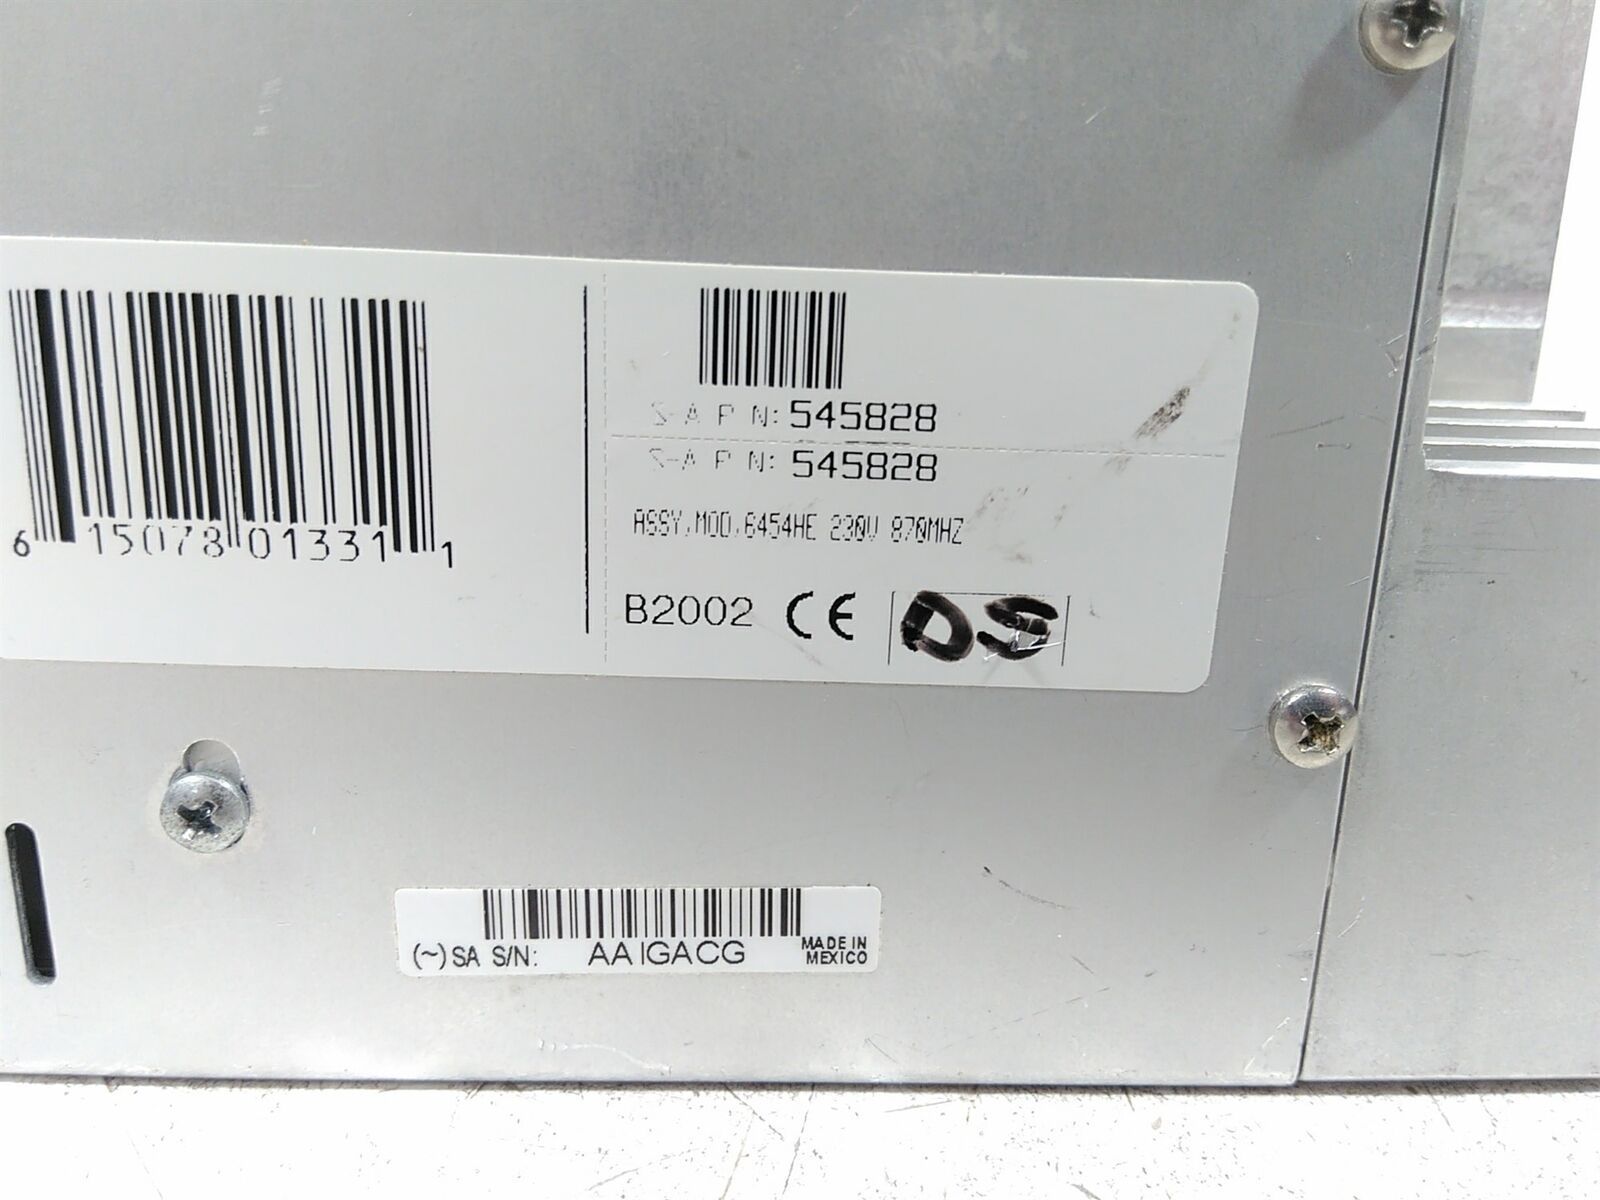 6 15078 01331 1
S-A P N: 545828
S-A P N: 545828
ASSY,MOD,6454HE 230V 870MHZ
B2002 CE DS
(~) SA S/N: AAIGACG MADE IN
MEXICO